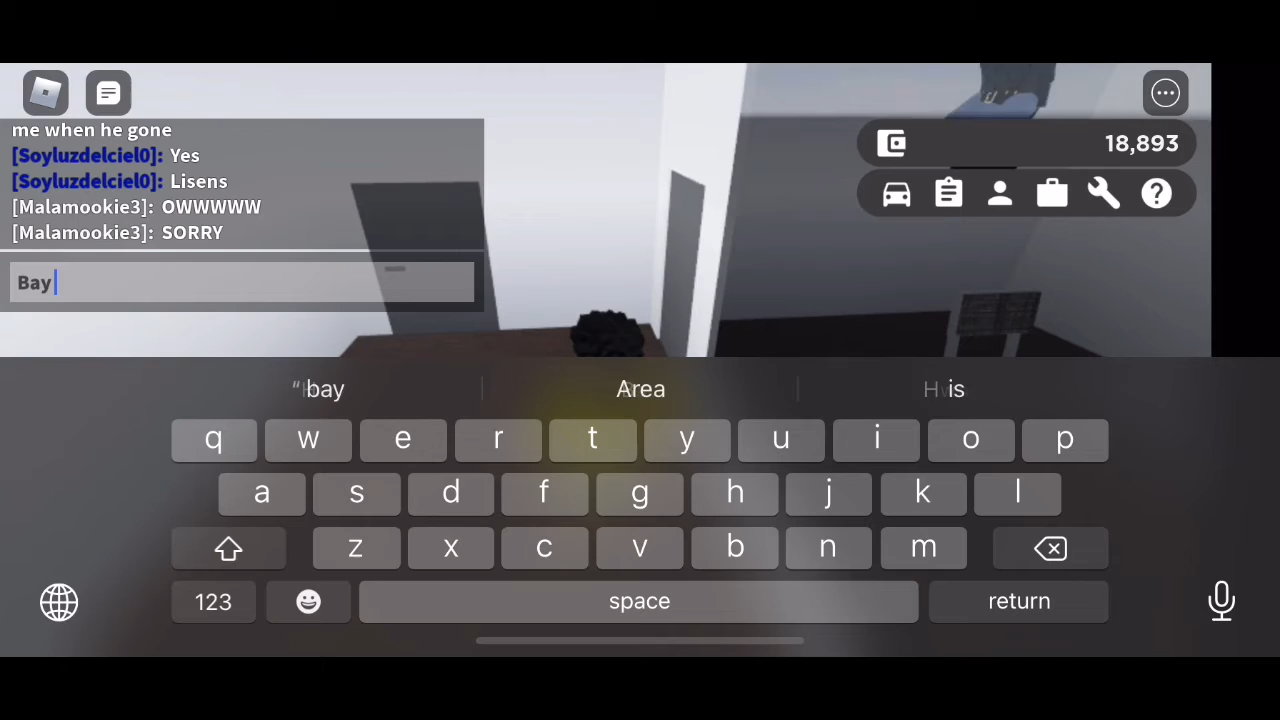 me when he gone
[Soyluzdelciel0]: Yes
[Soyluzdelciel0]: Lisens
[Malamookie3]: OWWWWW
[Malamookie3]: SORRY
Bay
18,893
“bay Area is
q w e r t y u i o p
a s d f g h j k l
z x c v b n m
123 space return